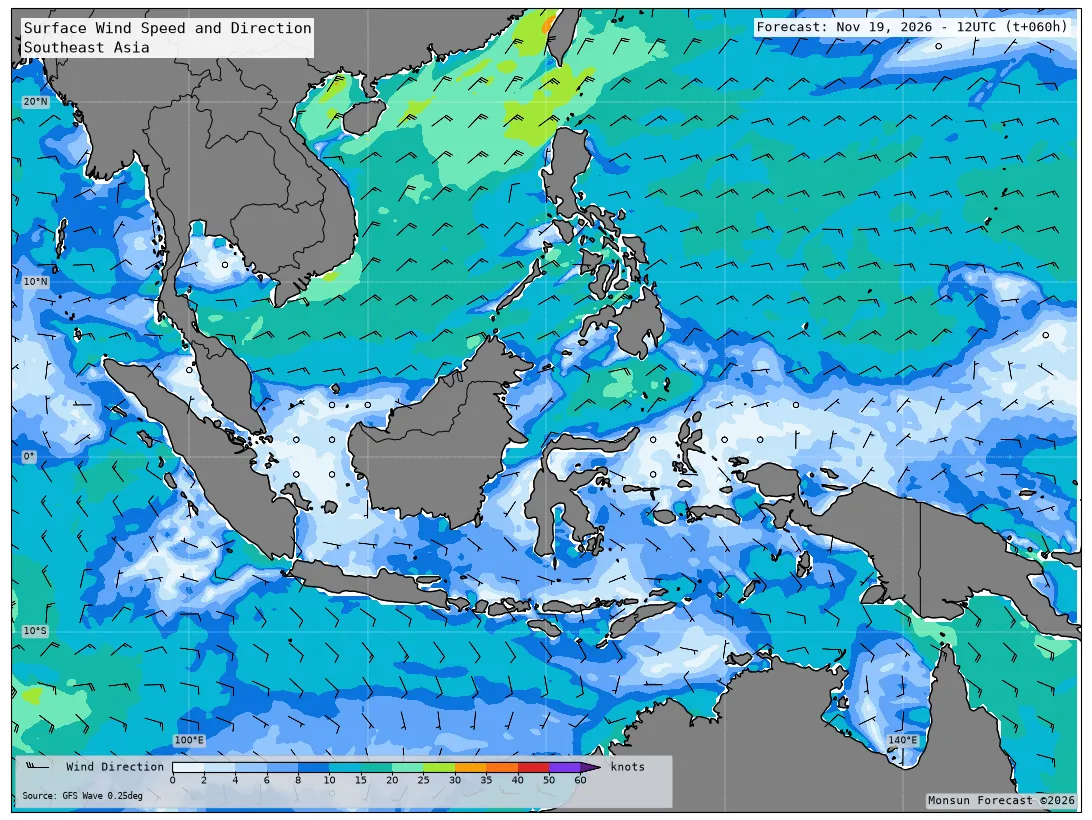 Surface Wind Speed and Direction
Southeast Asia
Forecast: Nov 19, 2026 - 12UTC (t+060h)
20°N
10°N
0°
10°S
100°E
140°E
Wind Direction
0 2 4 6 8 10 15 20 25 30 35 40 50 60 knots
Source: GFS Wave 0.25deg
Monsun Forecast ©2026